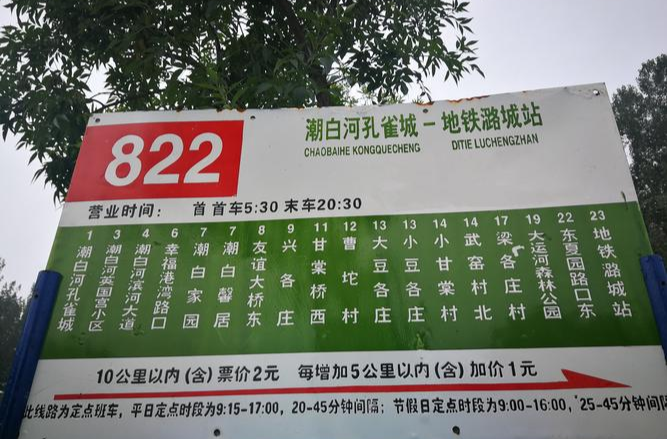 822
潮白河孔雀城－地铁潞城站
CHAOBAIHE KONGQUECHENG DITIE LUCHENGZHAN
营业时间： 首 首车5:30 末车20:30
1 潮白河孔雀城
3 潮白河英国宫小区
4 潮白河滨河大道
6 幸福港湾路口
7 潮白家园
7 潮白馨居
8 友谊大桥东
9 兴各庄
11 甘棠桥西
12 曹坨村
13 大豆各庄
13 小豆各庄
14 小甘棠村
14 武窑村北
17 梁各庄村
19 大运河森林公园
22 东夏园路口东
23 地铁潞城站
10公里以内(含)票价2元 每增加5公里以内(含)加价1元
此线路为定点班车，平日定点时段为9:15-17:00，20-45分钟间隔；节假日定点时段为9:00-16:00，25-45分钟间隔